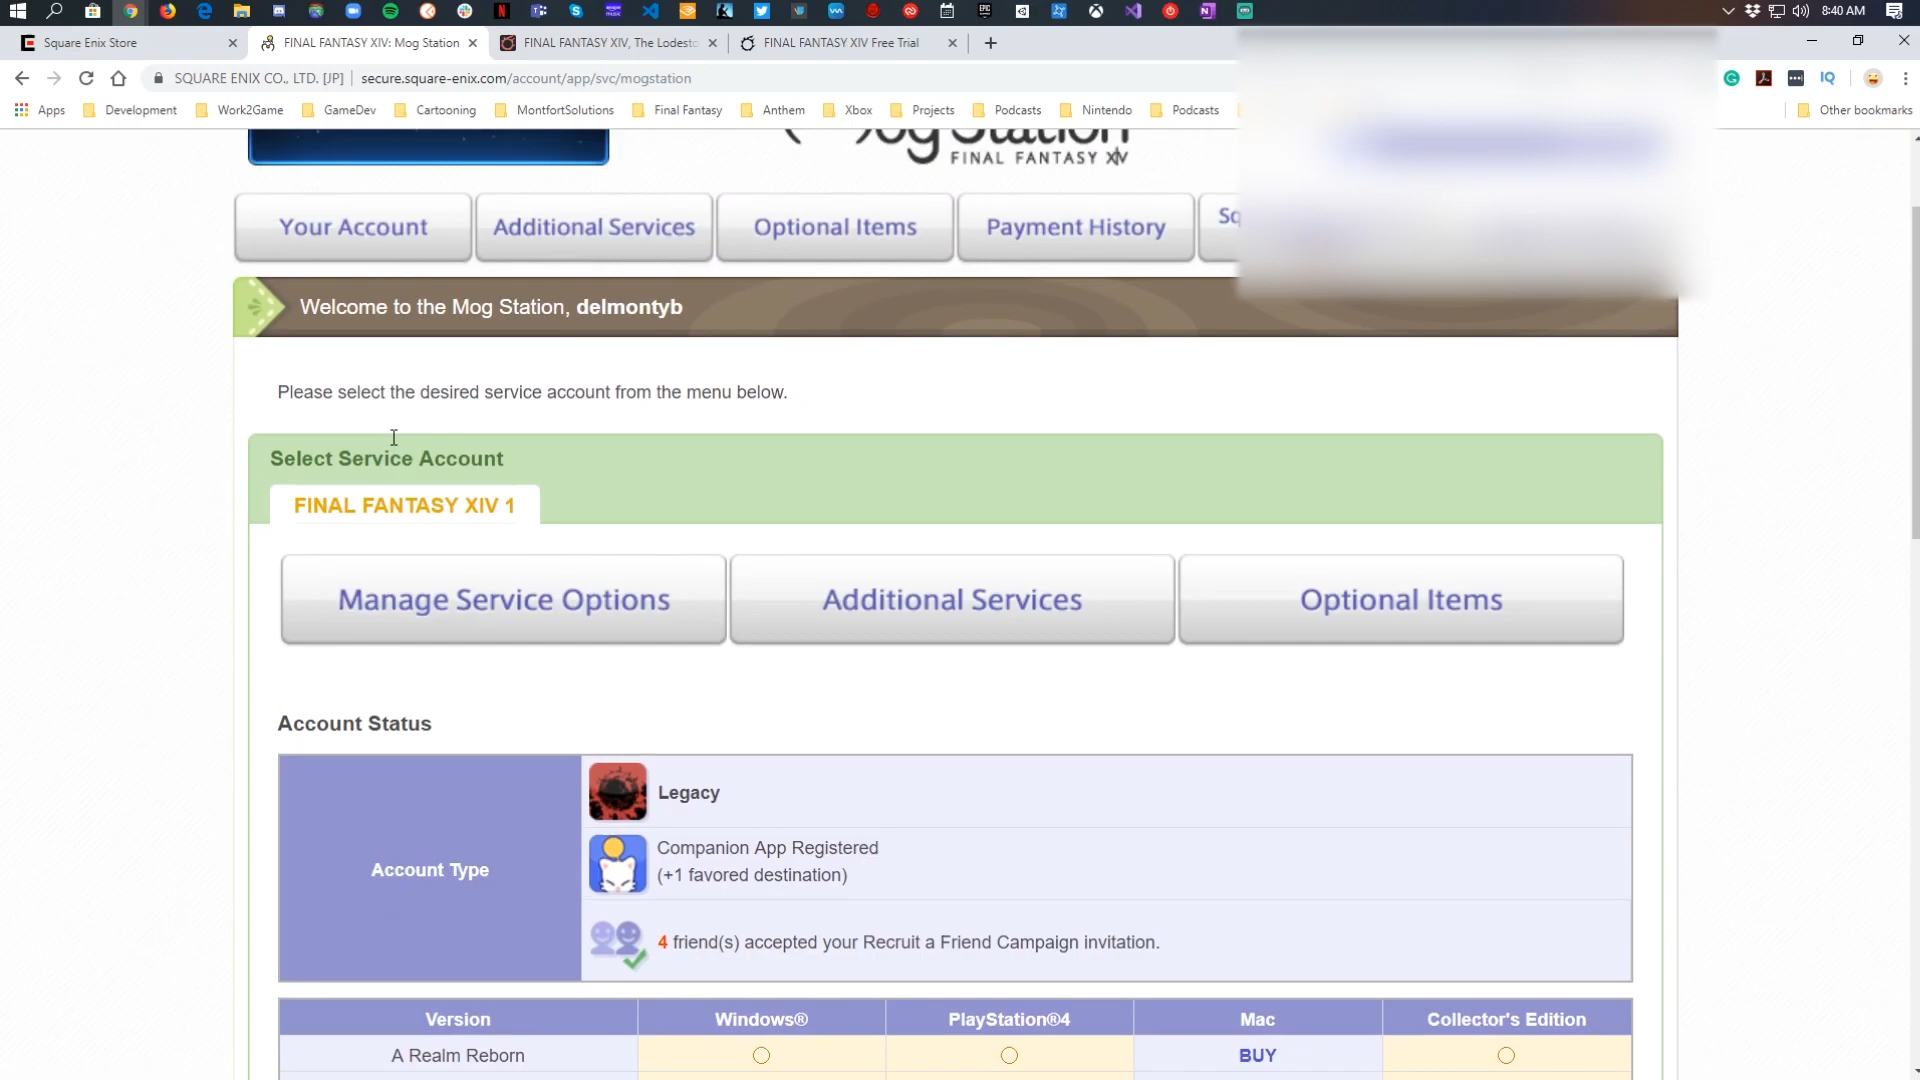 8:40 AM
Square Enix Store
FINAL FANTASY XIV: Mog Station
FINAL FANTASY XIV, The Lodesto
FINAL FANTASY XIV Free Trial
SQUARE ENIX CO., LTD. [JP] | secure.square-enix.com/account/app/svc/mogstation
IQ
Apps Development Work2Game GameDev Cartooning MontfortSolutions Final Fantasy Anthem Xbox Projects Podcasts Nintendo Podcasts Other bookmarks
Mog Station
FINAL FANTASY XIV
Your Account Additional Services Optional Items Payment History Sq
Welcome to the Mog Station, delmontyb
Please select the desired service account from the menu below.
Select Service Account
FINAL FANTASY XIV 1
Manage Service Options Additional Services Optional Items
Account Status
Account Type
Legacy
Companion App Registered
(+1 favored destination)
4 friend(s) accepted your Recruit a Friend Campaign invitation.
Version Windows® PlayStation®4 Mac Collector's Edition
A Realm Reborn BUY